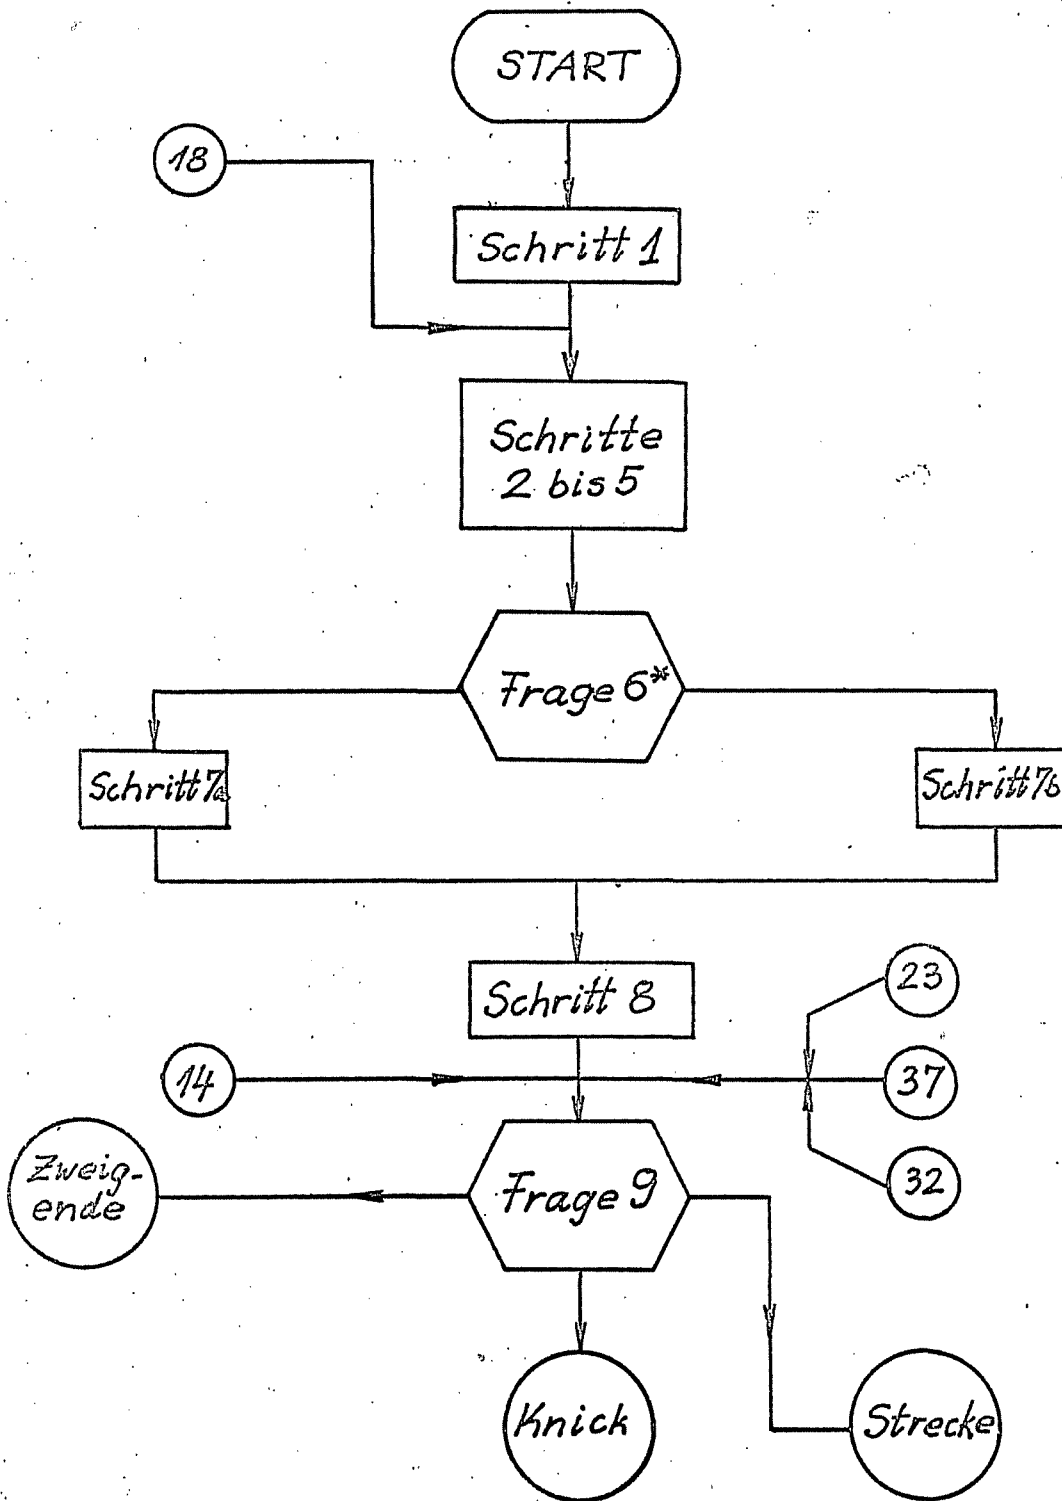 START
18
Schritt 1
Schritte
2 bis 5
Frage 6*
Schritt 7a
Schritt 7b
Schritt 8
23
14
37
Zweig-
ende
Frage 9
32
Knick
Strecke